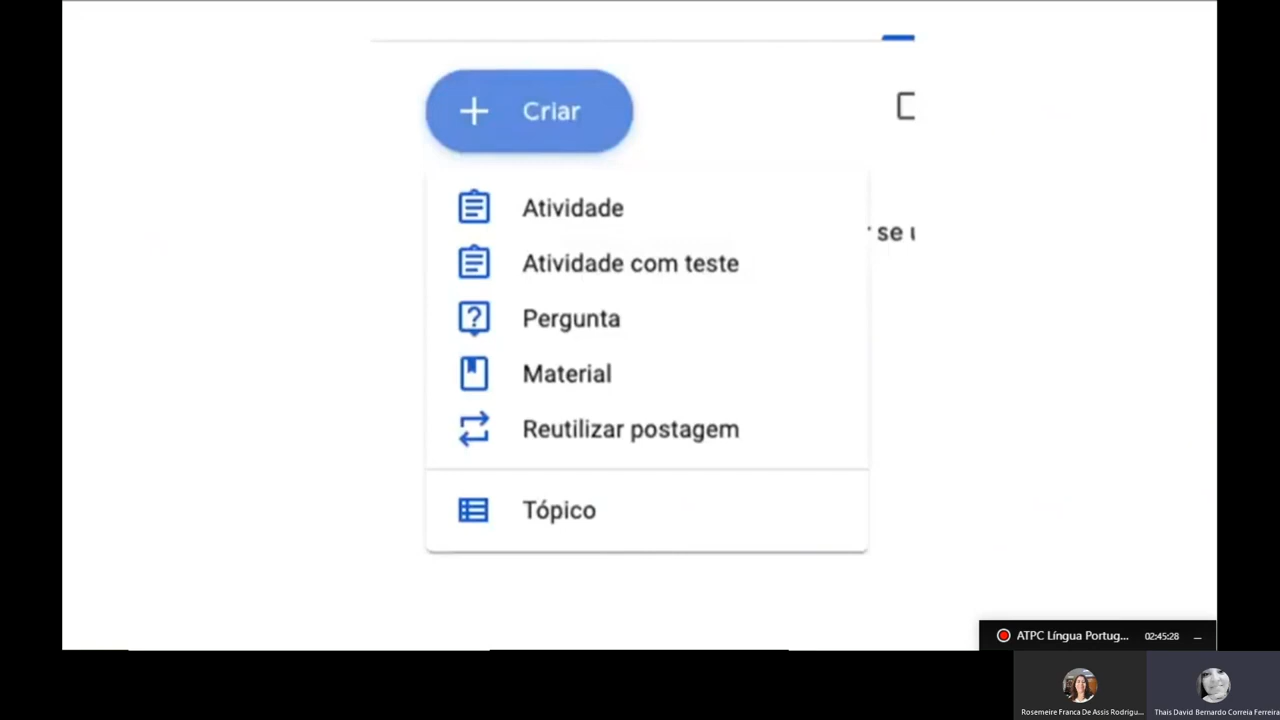 Criar
Atividade
se
Atividade com teste
Pergunta
Material
Reutilizar postagem
Tópico
ATPC Língua Portug...
02:45:28
Rosemeire Franca De Assis Rodrigu...
Thais David Bernardo Correia Ferreira